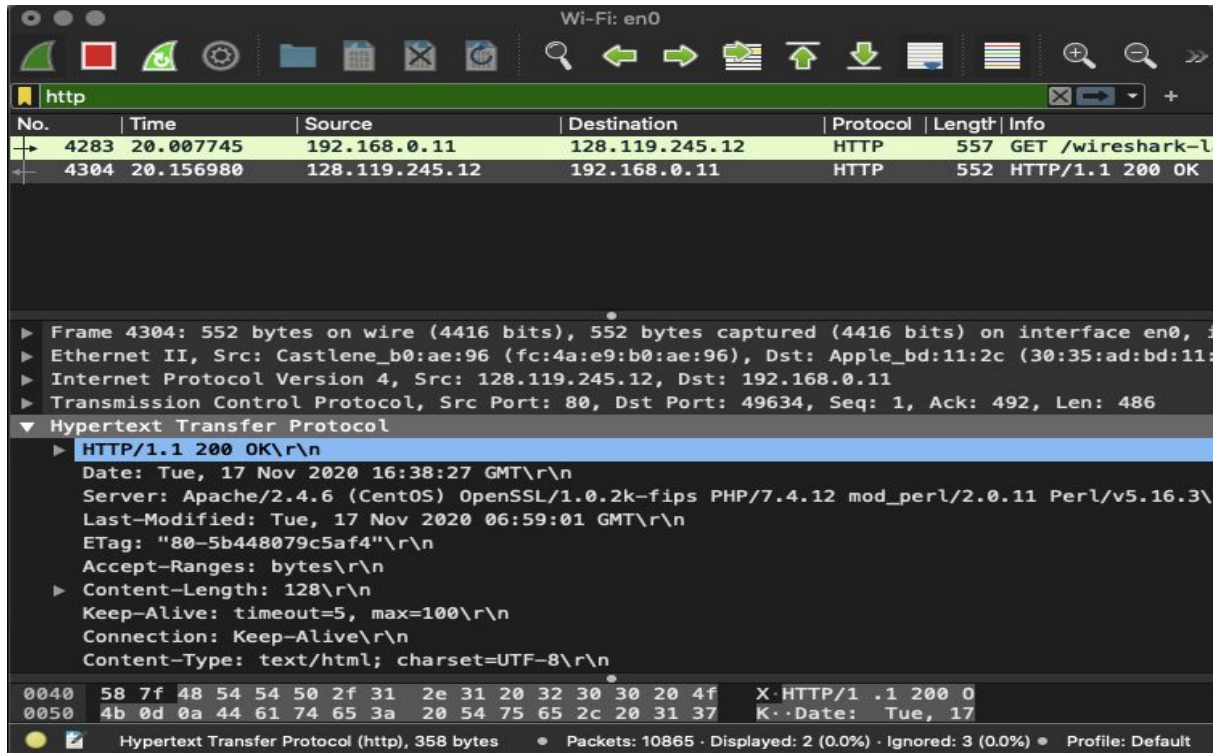 Wi-Fi: en0
http
No. Time Source Destination Protocol Length Info
4283 20.007745 192.168.0.11 128.119.245.12 HTTP 557 GET /wireshark-l
4304 20.156980 128.119.245.12 192.168.0.11 HTTP 552 HTTP/1.1 200 OK
Frame 4304: 552 bytes on wire (4416 bits), 552 bytes captured (4416 bits) on interface en0, i
Ethernet II, Src: Castlene_b0:ae:96 (fc:4a:e9:b0:ae:96), Dst: Apple_bd:11:2c (30:35:ad:bd:11:
Internet Protocol Version 4, Src: 128.119.245.12, Dst: 192.168.0.11
Transmission Control Protocol, Src Port: 80, Dst Port: 49634, Seq: 1, Ack: 492, Len: 486
Hypertext Transfer Protocol
HTTP/1.1 200 OK\r\n
Date: Tue, 17 Nov 2020 16:38:27 GMT\r\n
Server: Apache/2.4.6 (CentOS) OpenSSL/1.0.2k-fips PHP/7.4.12 mod_perl/2.0.11 Perl/v5.16.3\
Last-Modified: Tue, 17 Nov 2020 06:59:01 GMT\r\n
ETag: "80-5b448079c5af4"\r\n
Accept-Ranges: bytes\r\n
Content-Length: 128\r\n
Keep-Alive: timeout=5, max=100\r\n
Connection: Keep-Alive\r\n
Content-Type: text/html; charset=UTF-8\r\n
0040 58 7f 48 54 54 50 2f 31 2e 31 20 32 30 30 20 4f X·HTTP/1 .1 200 O
0050 4b 0d 0a 44 61 74 65 3a 20 54 75 65 2c 20 31 37 K··Date: Tue, 17
Hypertext Transfer Protocol (http), 358 bytes Packets: 10865 · Displayed: 2 (0.0%) · Ignored: 3 (0.0%) Profile: Default